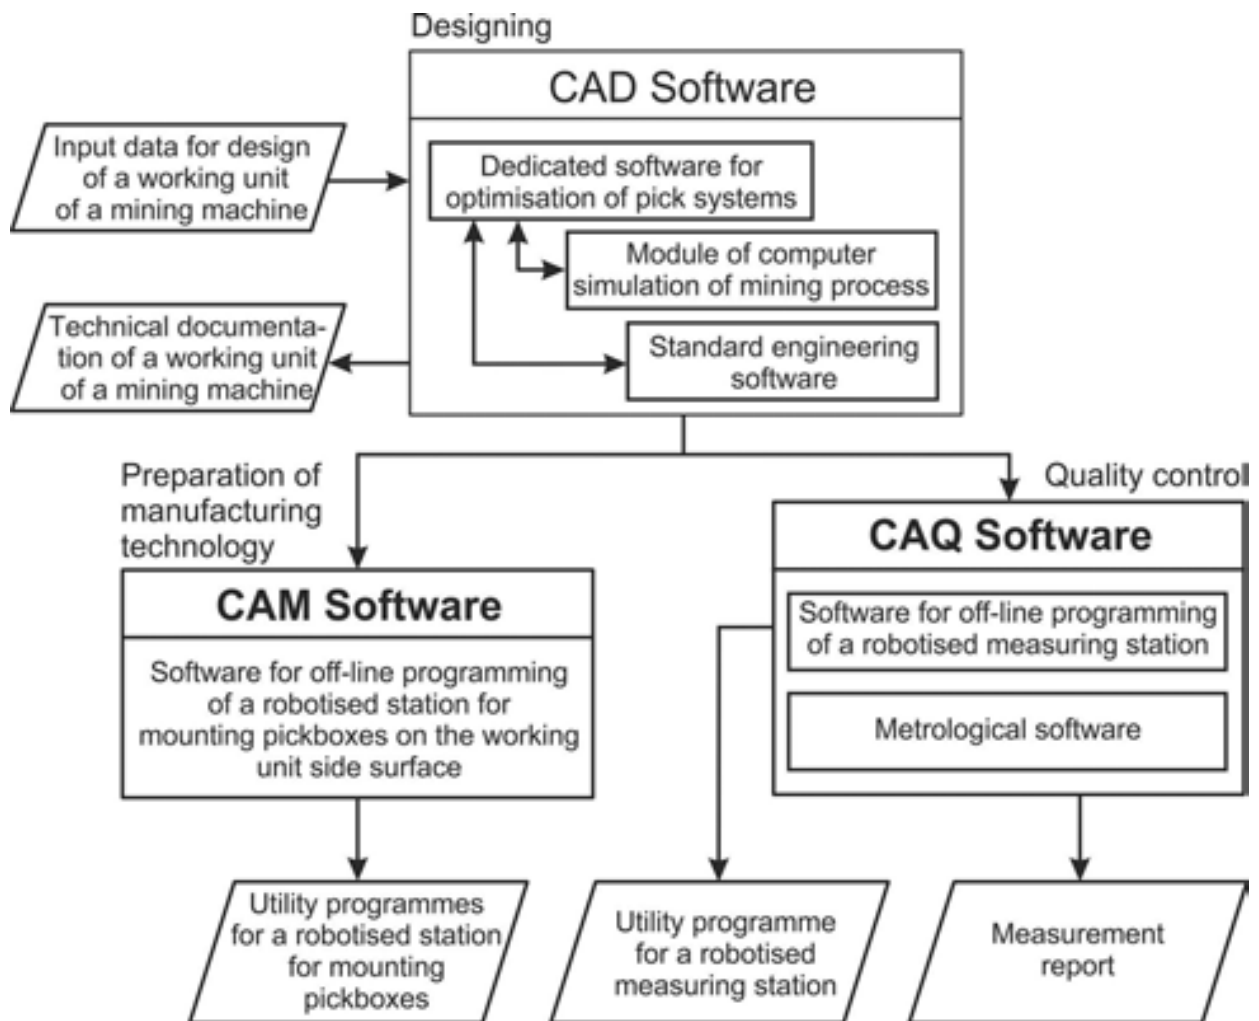 Designing
CAD Software
Input data for design
of a working unit
of a mining machine
Dedicated software for
optimisation of pick systems
Module of computer
simulation of mining process
Technical documenta-
tion of a working unit
of a mining machine
Standard engineering
software
Preparation of
manufacturing
technology
Quality control
CAM Software
Software for off-line programming
of a robotised station for
mounting pickboxes on the working
unit side surface
CAQ Software
Software for off-line programming
of a robotised measuring station
Metrological software
Utility programmes
for a robotised station
for mounting
pickboxes
Utility programme
for a robotised
measuring station
Measurement
report